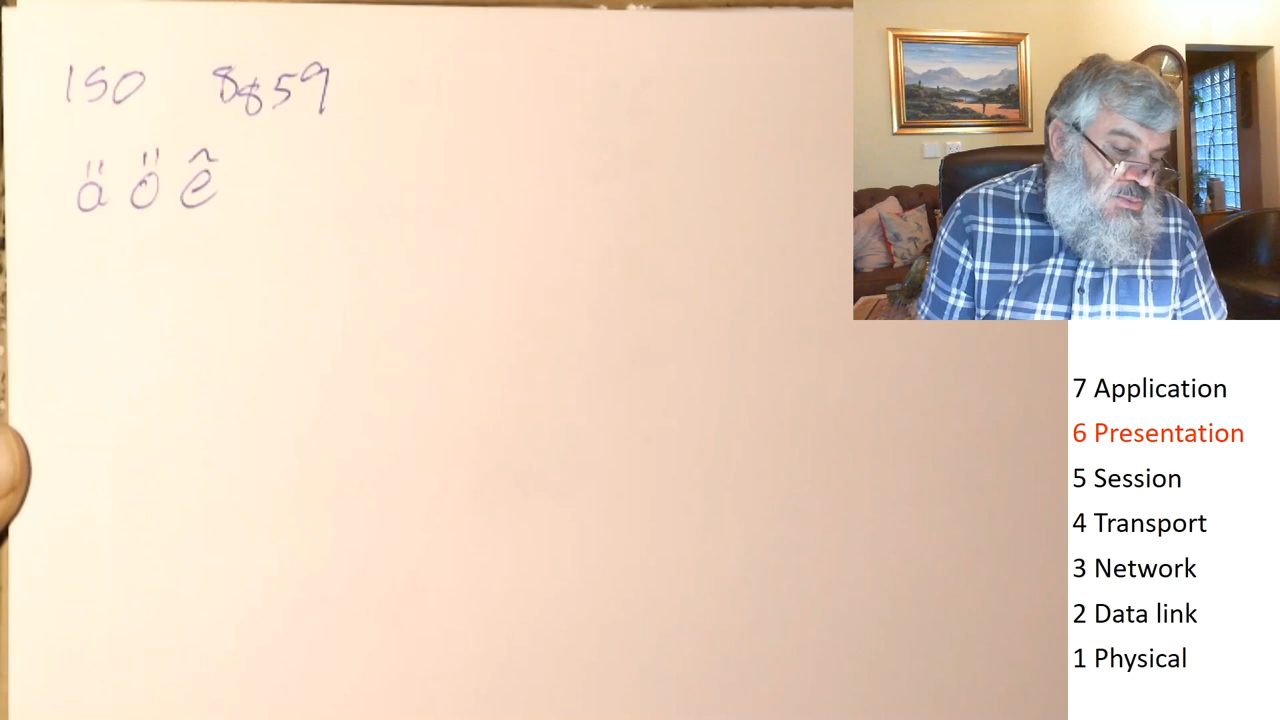 ISO 8859
ä ö ê
7 Application
6 Presentation
5 Session
4 Transport
3 Network
2 Data link
1 Physical